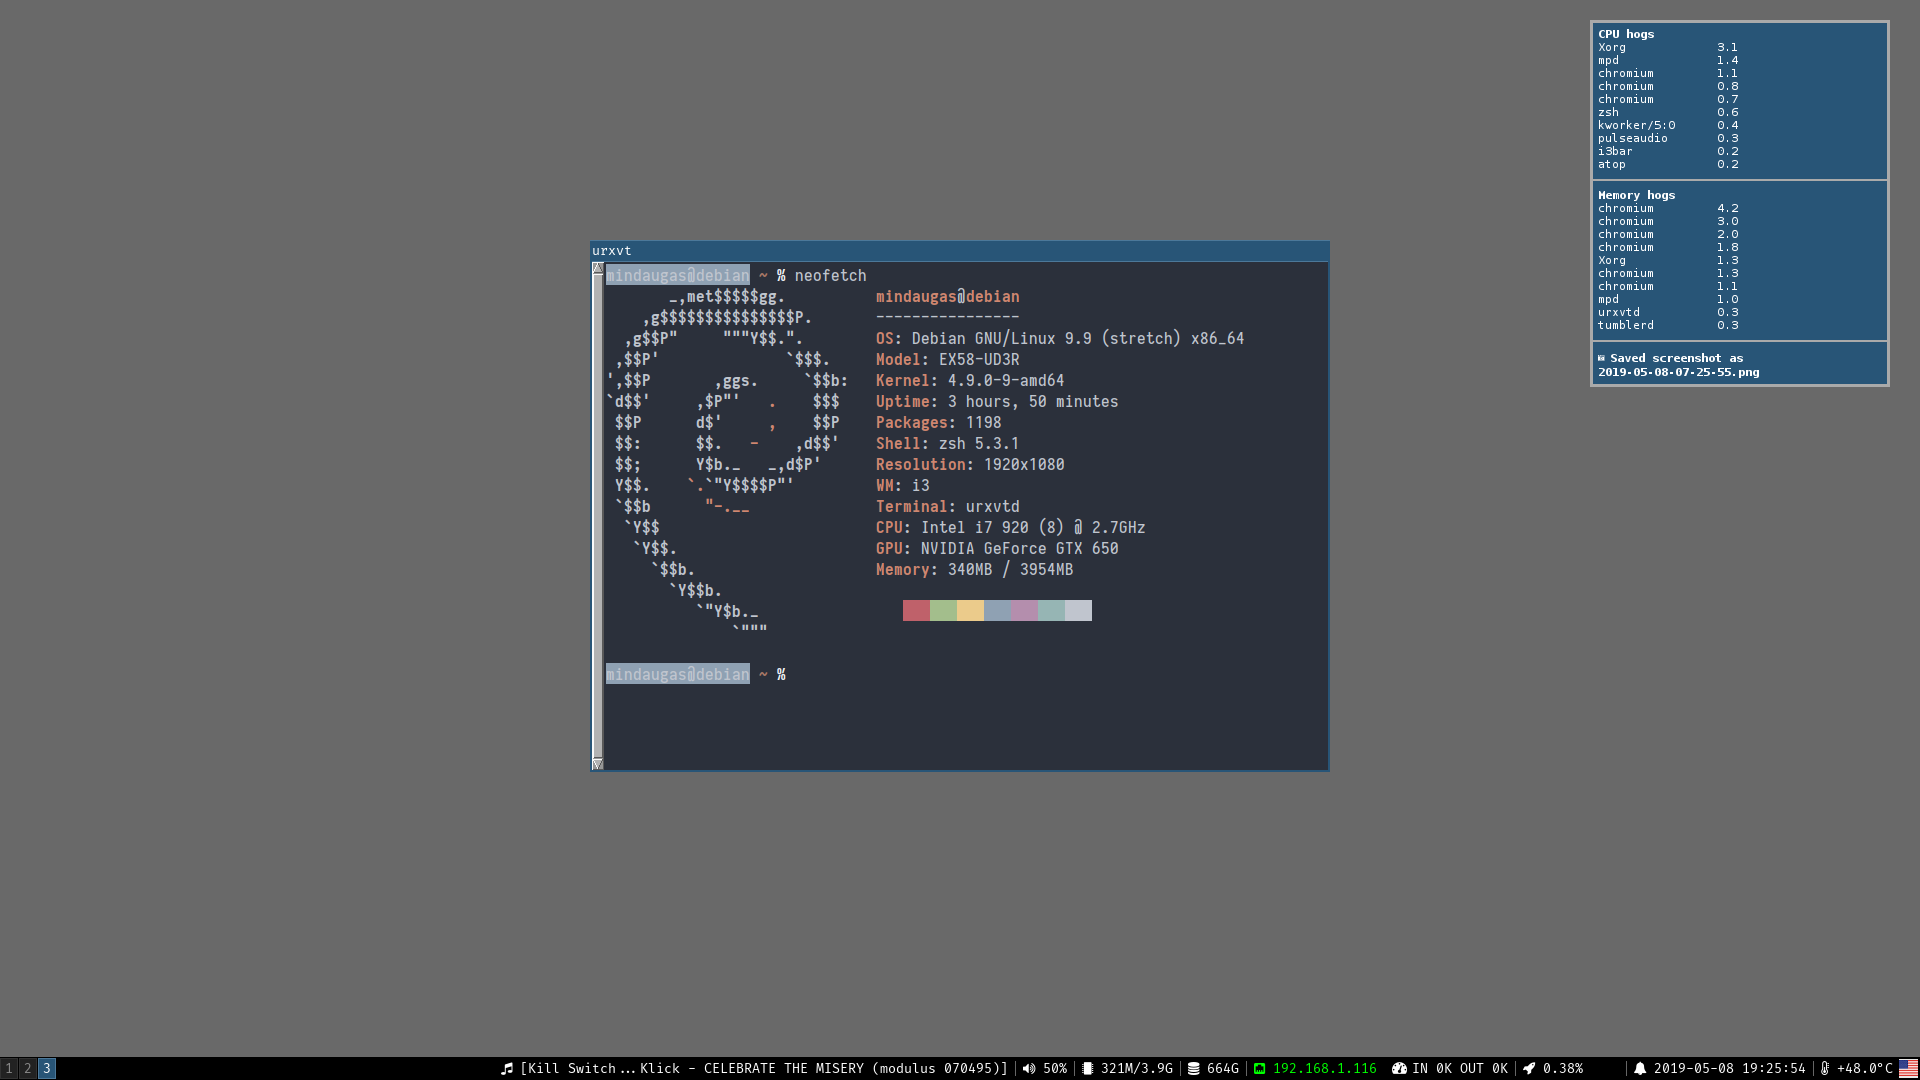 CPU hogs
Xorg 3.1
mpd 1.4
chromium 1.1
chromium 0.8
chromium 0.7
zsh 0.6
kworker/5:0 0.4
pulseaudio 0.3
i3bar 0.2
atop 0.2
Memory hogs
chromium 4.2
chromium 3.0
chromium 2.0
chromium 1.8
Xorg 1.3
chromium 1.3
chromium 1.1
mpd 1.0
urxvtd 0.3
tumblerd 0.3
Saved screenshot as
2019-05-08-07-25-55.png
urxvt
mindaugas@debian ~ % neofetch
_,met$$$$$gg. mindaugas@debian
,g$$$$$$$$$$$$$$$P. ----------------
,g$$P"     """Y$$.". OS: Debian GNU/Linux 9.9 (stretch) x86_64
,$$P'              `$$$. Model: EX58-UD3R
',$$P       ,ggs.     `$$b: Kernel: 4.9.0-9-amd64
`d$$'     ,$P"'   .    $$$ Uptime: 3 hours, 50 minutes
$$P      d$'     ,    $$P Packages: 1198
$$:      $$.   -    ,d$$' Shell: zsh 5.3.1
$$;      Y$b._   _,d$P' Resolution: 1920x1080
Y$$.    `.`"Y$$$$P"' WM: i3
`$$b      "-.__ Terminal: urxvtd
`Y$$ CPU: Intel i7 920 (8) @ 2.7GHz
`Y$$. GPU: NVIDIA GeForce GTX 650
`$$b. Memory: 340MB / 3954MB
`Y$$b.
`"Y$b._
`"""
mindaugas@debian ~ %
1 2 3 [Kill Switch...Klick - CELEBRATE THE MISERY (modulus 070495)] 50% 321M/3.9G 664G 192.168.1.116 IN 0K OUT 0K 0.38% 2019-05-08 19:25:54 +48.0°C